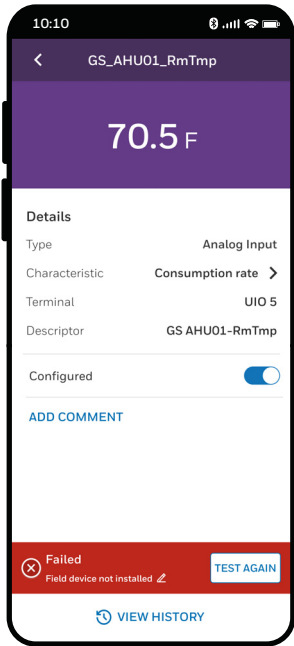 10:10
GS_AHU01_RmTmp
70.5 F
Details
Type Analog Input
Characteristic Consumption rate
Terminal UIO 5
Descriptor GS AHU01-RmTmp
Configured
ADD COMMENT
Failed
Field device not installed
TEST AGAIN
VIEW HISTORY